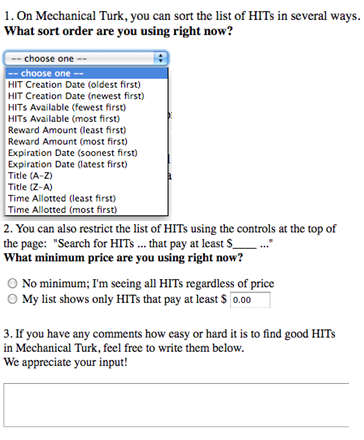 1. On Mechanical Turk, you can sort the list of HITs in several ways.
What sort order are you using right now?
-- choose one --
-- choose one --
HIT Creation Date (oldest first)
HIT Creation Date (newest first)
HITs Available (fewest first)
HITs Available (most first)
Reward Amount (least first)
Reward Amount (most first)
Expiration Date (soonest first)
Expiration Date (latest first)
Title (A-Z)
Title (Z-A)
Time Allotted (least first)
Time Allotted (most first)
2. You can also restrict the list of HITs using the controls at the top of
the page: "Search for HITs ... that pay at least $____ ..."
What minimum price are you using right now?
No minimum; I'm seeing all HITs regardless of price
My list shows only HITs that pay at least $ 0.00
3. If you have any comments how easy or hard it is to find good HITs
in Mechanical Turk, feel free to write them below.
We appreciate your input!